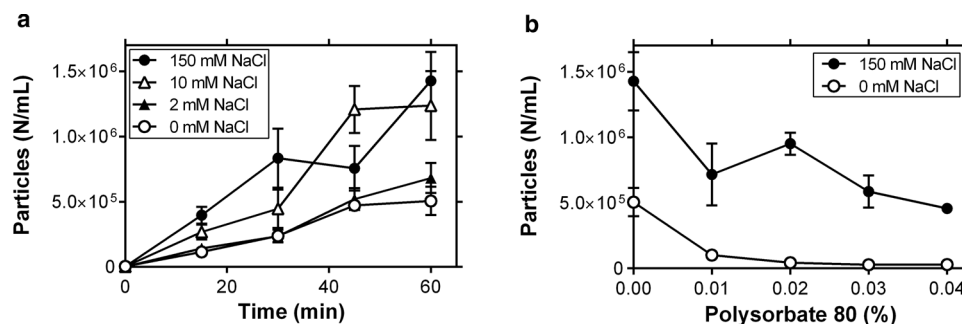 a
Particles (N/mL)
1.5×10⁶
1.0×10⁶
5.0×10⁵
0
150 mM NaCl
10 mM NaCl
2 mM NaCl
0 mM NaCl
0 20 40 60
Time (min)
b
Particles (N/mL)
1.5×10⁶
1.0×10⁶
5.0×10⁵
0
150 mM NaCl
0 mM NaCl
0.00 0.01 0.02 0.03 0.04
Polysorbate 80 (%)